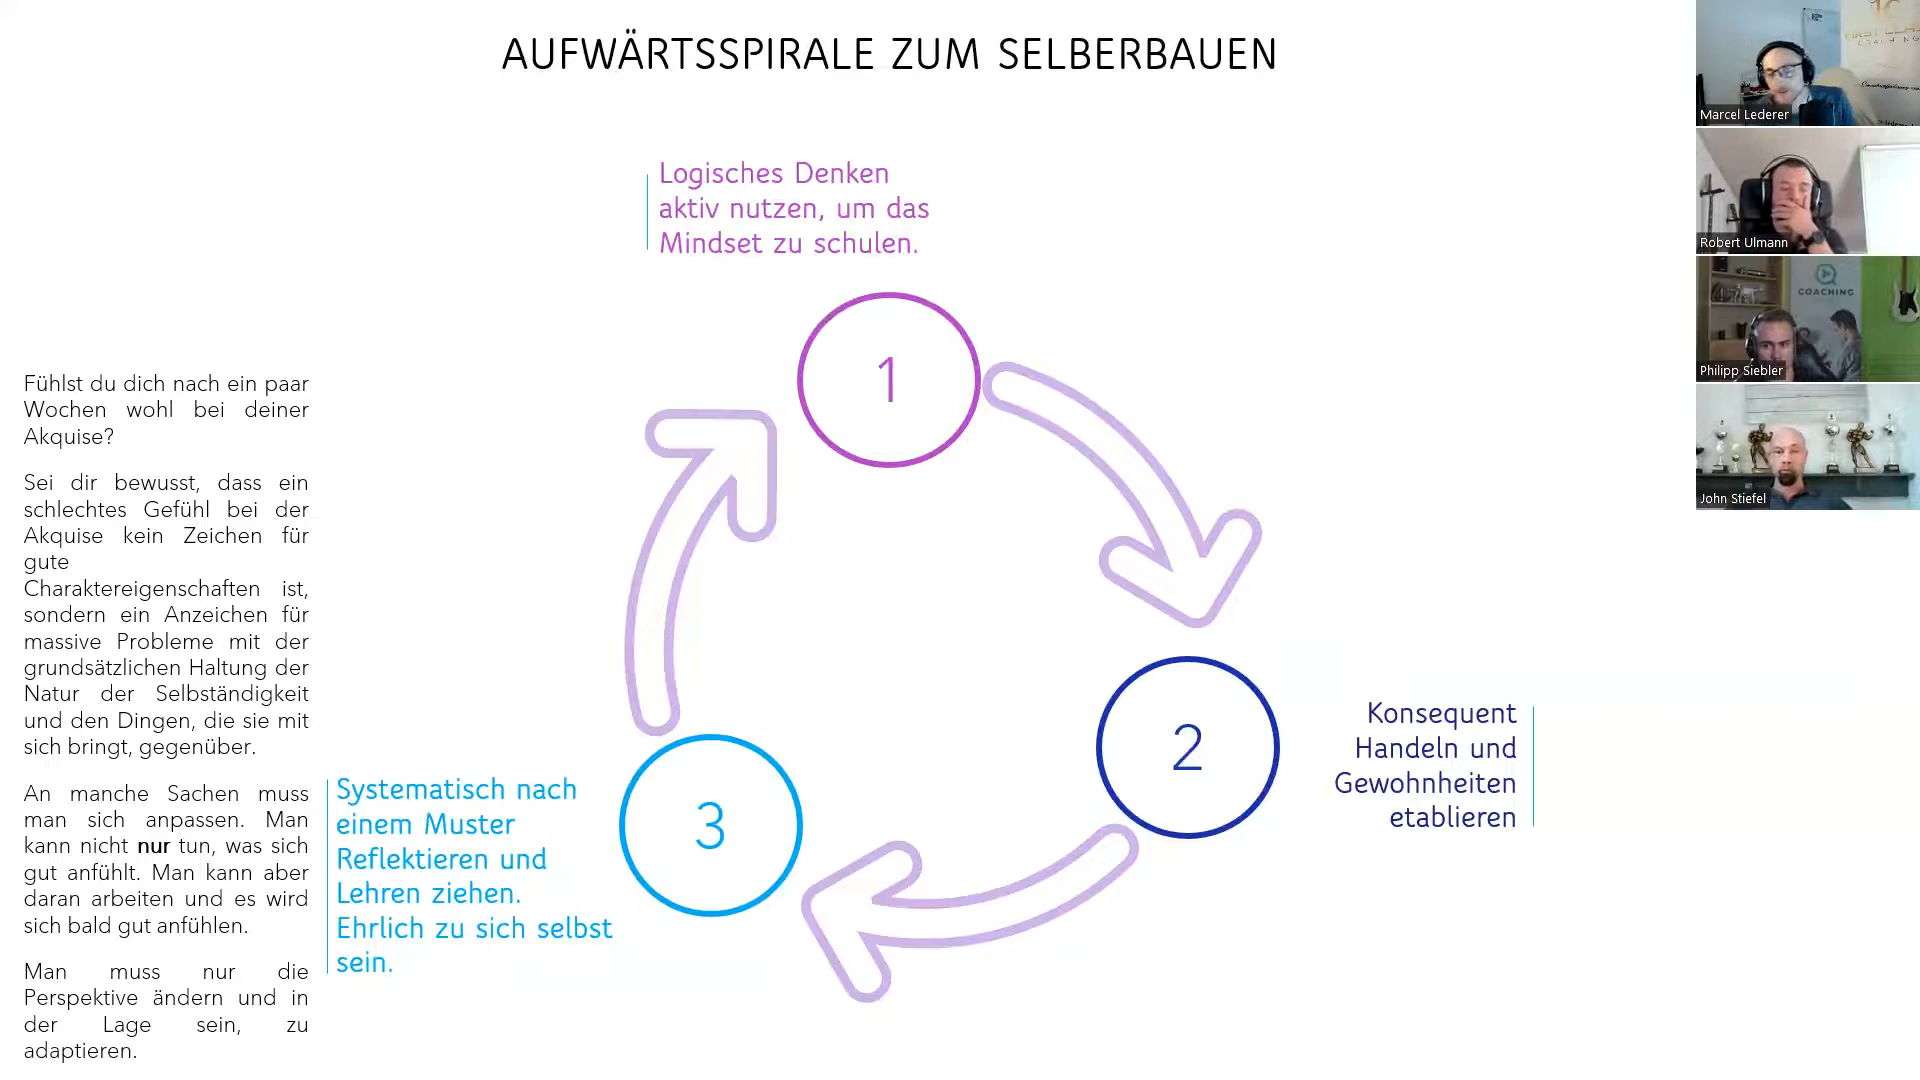 AUFWÄRTSSPIRALE ZUM SELBERBAUEN
Logisches Denken
aktiv nutzen, um das
Mindset zu schulen.
1
2
Konsequent
Handeln und
Gewohnheiten
etablieren
3
Systematisch nach
einem Muster
Reflektieren und
Lehren ziehen.
Ehrlich zu sich selbst
sein.
Fühlst du dich nach ein paar
Wochen wohl bei deiner
Akquise?
Sei dir bewusst, dass ein
schlechtes Gefühl bei der
Akquise kein Zeichen für
gute
Charaktereigenschaften ist,
sondern ein Anzeichen für
massive Probleme mit der
grundsätzlichen Haltung der
Natur der Selbständigkeit
und den Dingen, die sie mit
sich bringt, gegenüber.
An manche Sachen muss
man sich anpassen. Man
kann nicht nur tun, was sich
gut anfühlt. Man kann aber
daran arbeiten und es wird
sich bald gut anfühlen.
Man muss nur die
Perspektive ändern und in
der Lage sein, zu
adaptieren.
Marcel Lederer
Robert Ulmann
COACHING
Philipp Siebler
John Stiefel